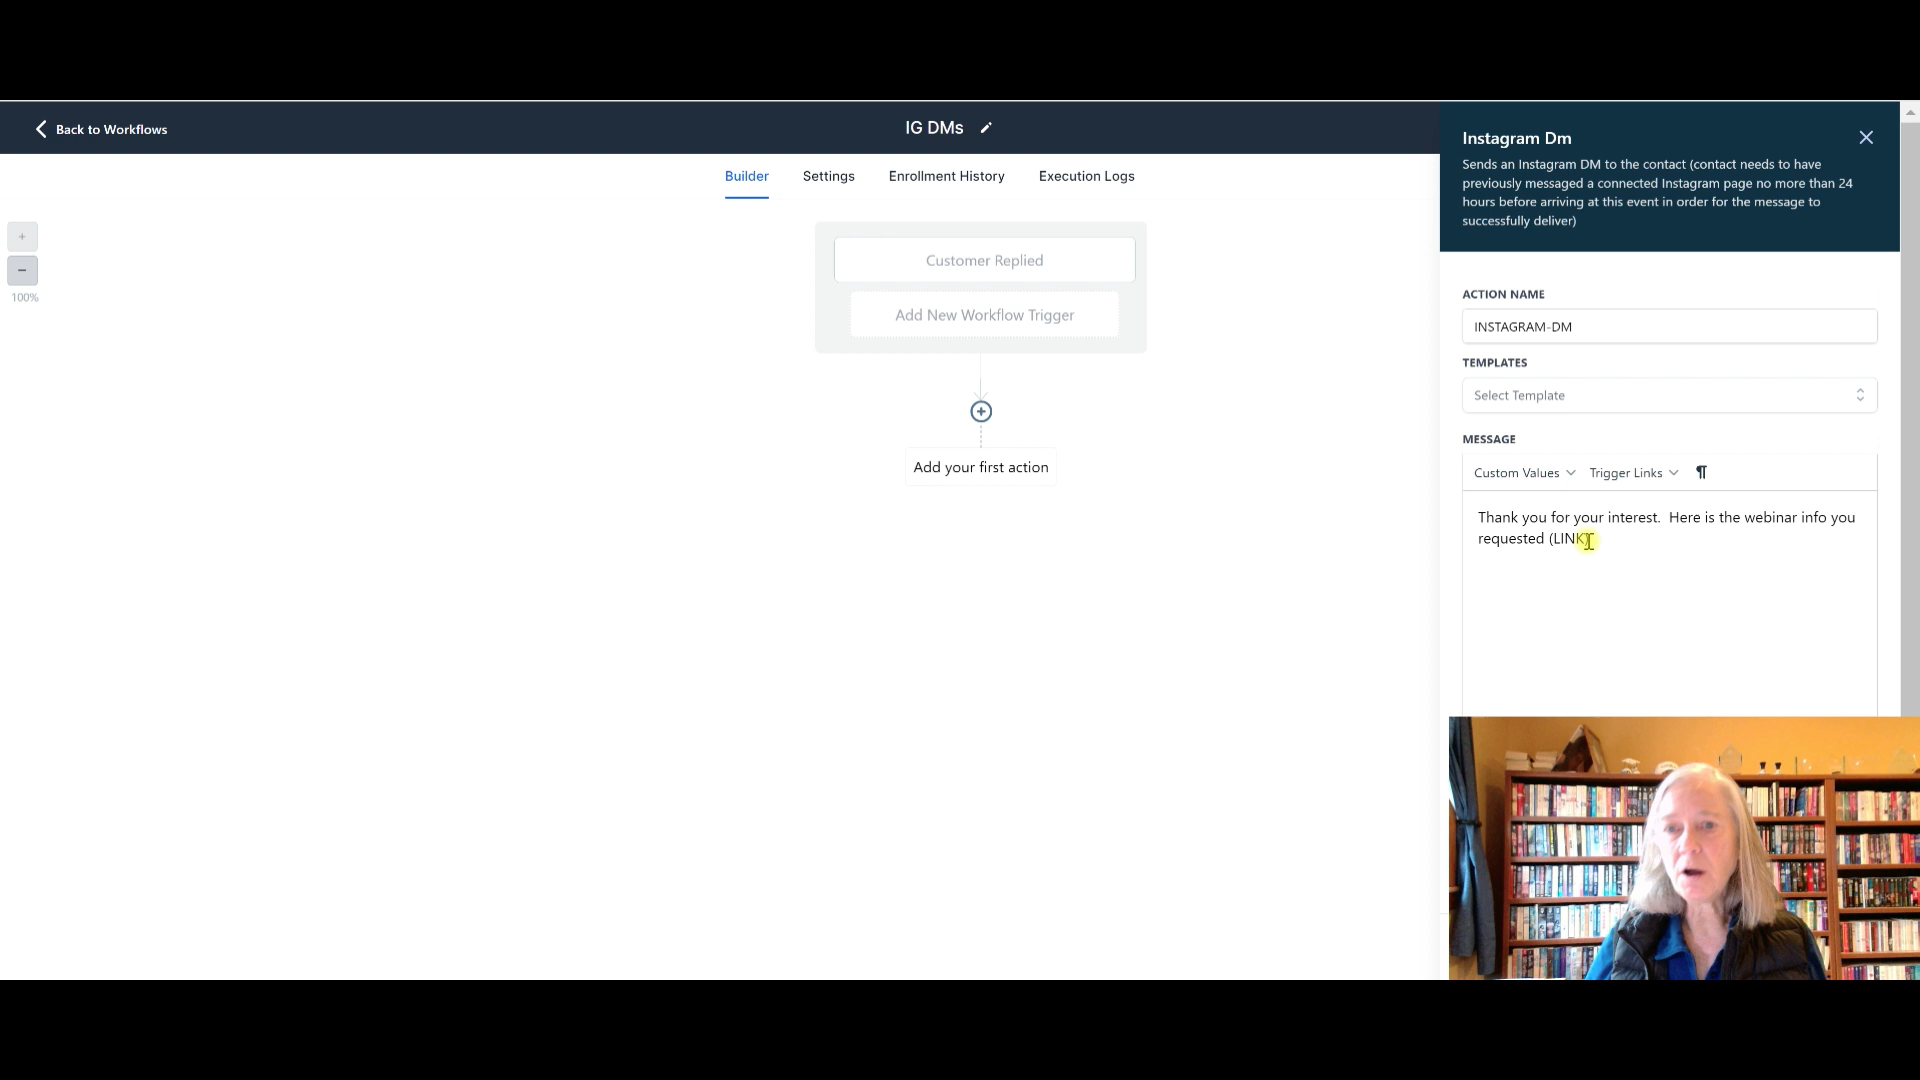 Back to Workflows
IG DMs
Builder
Settings
Enrollment History
Execution Logs
+
−
100%
Customer Replied
Add New Workflow Trigger
Add your first action
Instagram Dm
Sends an Instagram DM to the contact (contact needs to have
previously messaged a connected Instagram page no more than 24
hours before arriving at this event in order for the message to
successfully deliver)
ACTION NAME
INSTAGRAM-DM
TEMPLATES
Select Template
MESSAGE
Custom Values
Trigger Links
¶
Thank you for your interest.  Here is the webinar info you
requested (LINK)